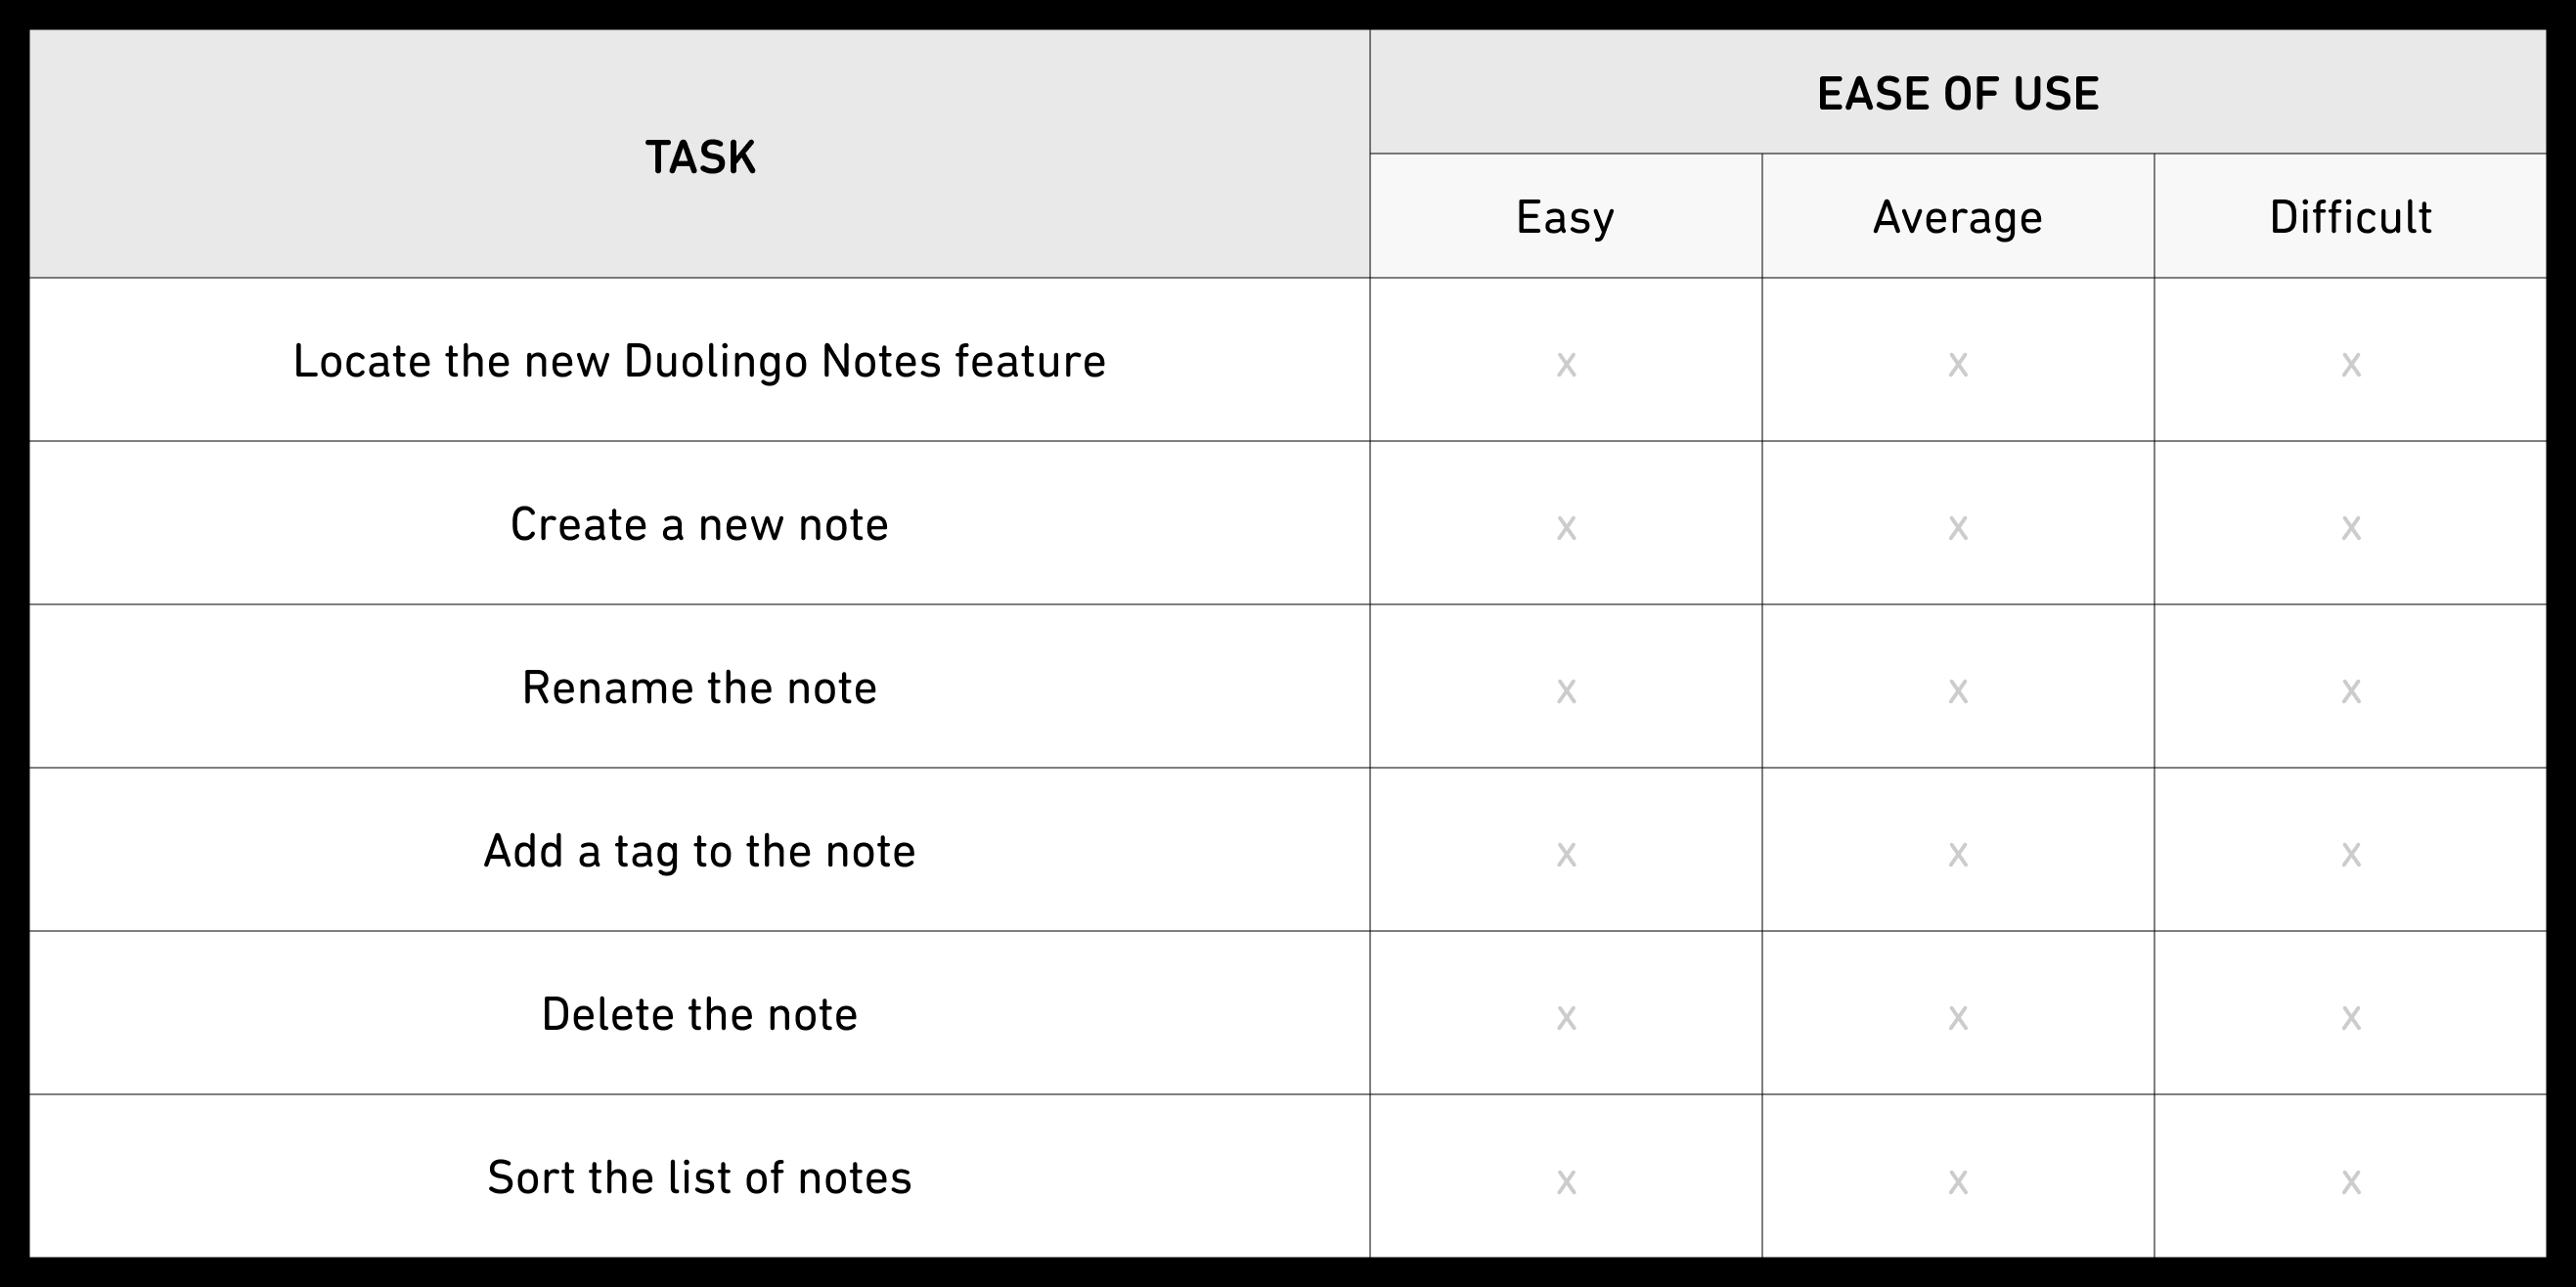 TASK
EASE OF USE
Easy Average Difficult
Locate the new Duolingo Notes feature x x x
Create a new note x x x
Rename the note x x x
Add a tag to the note x x x
Delete the note x x x
Sort the list of notes x x x